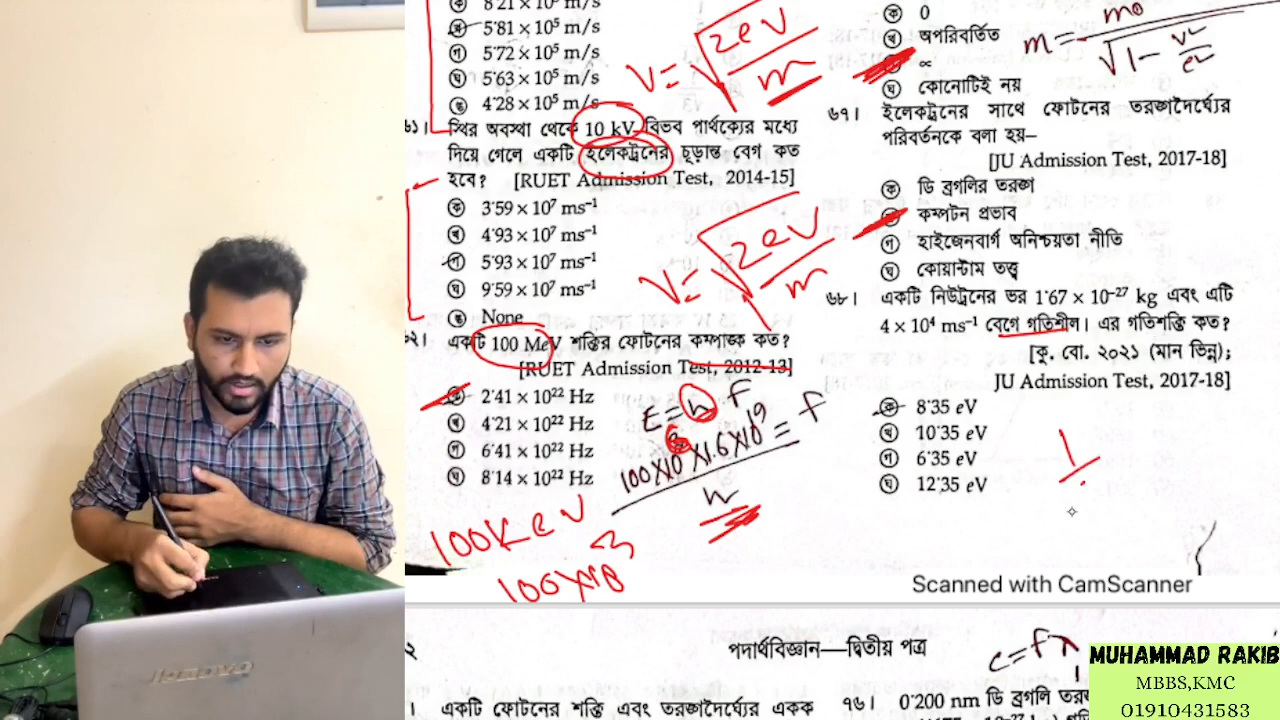 ক 8·21 × 10⁵ m/s
খ 5·81 × 10⁵ m/s
গ 5·72 × 10⁵ m/s
ঘ 5·63 × 10⁵ m/s
ঙ 4·28 × 10⁵ m/s
V = √2eV/m
৬১। স্থির অবস্থা থেকে 10 kV বিভব পার্থক্যের মধ্যে
দিয়ে গেলে একটি ইলেকট্রনের চূড়ান্ত বেগ কত
হবে? [RUET Admission Test, 2014-15]
ক 3·59 × 10⁷ ms⁻¹
খ 4·93 × 10⁷ ms⁻¹
গ 5·93 × 10⁷ ms⁻¹
ঘ 9·59 × 10⁷ ms⁻¹
ঙ None
V = √2eV/m
৬২। একটি 100 MeV শক্তির ফোটনের কম্পাঙ্ক কত?
[RUET Admission Test, 2012-13]
2·41 × 10²² Hz
খ 4·21 × 10²² Hz
গ 6·41 × 10²² Hz
ঘ 8·14 × 10²² Hz
E = hf
100×10⁶×1.6×10¹⁹/h = f
100KeV
100×10³
ক 0
খ অপরিবর্তিত
∝
ঘ কোনোটিই নয়
m = m0/√1-v²/c²
৬৭। ইলেকট্রনের সাথে ফোটনের তরঙ্গদৈর্ঘ্যের
পরিবর্তনকে বলা হয়–
[JU Admission Test, 2017-18]
ক ডি ব্রগলির তরঙ্গ
কম্পটন প্রভাব
গ হাইজেনবার্গ অনিশ্চয়তা নীতি
ঘ কোয়ান্টাম তত্ত্ব
৬৮। একটি নিউট্রনের ভর 1·67 × 10⁻²⁷ kg এবং এটি
4 × 10⁴ ms⁻¹ বেগে গতিশীল। এর গতিশক্তি কত?
[কু. বো. ২০২১ (মান ভিন্ন);
JU Admission Test, 2017-18]
ক 8·35 eV
খ 10·35 eV
গ 6·35 eV
ঘ 12·35 eV
1
Scanned with CamScanner
২
পদার্থবিজ্ঞান—দ্বিতীয় পত্র
c=fλ
। একটি ফোটনের শক্তি এবং তরঙ্গদৈর্ঘ্যের একক
৭৬। 0·200 nm ডি ব্রগলি
MUHAMMAD RAKIB
MBBS,KMC
01910431583